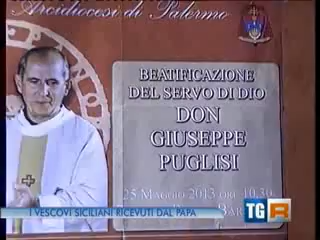 Arcidiocesi di Palermo
BEATIFICAZIONE
DEL SERVO DI DIO
DON
GIUSEPPE
PUGLISI
25 MAGGIO 2013 ORE 10.30
I VESCOVI SICILIANI RICEVUTI DAL PAPA
TGR